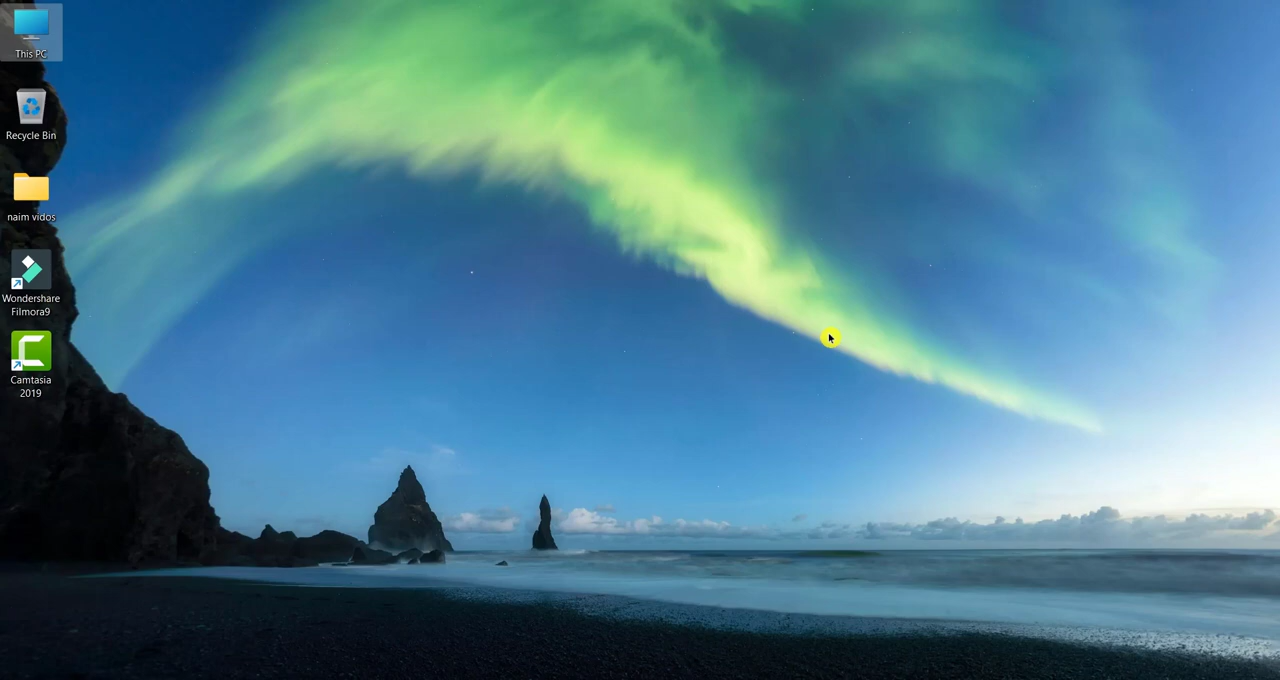 This PC
Recycle Bin
naim vidos
Wondershare
Filmora9
Camtasia
2019